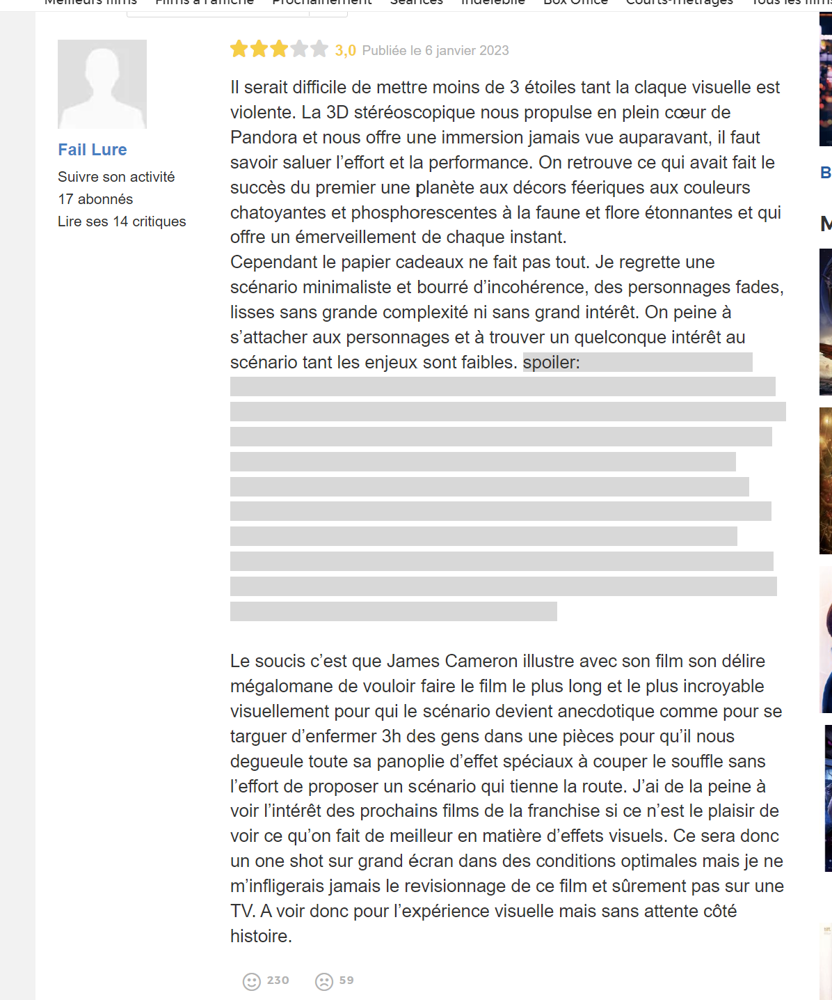 Meilleurs films Films à l'affiche Prochainement Séances Indélébile Box Office Courts-métrages Tous les films
3,0 Publiée le 6 janvier 2023
Fail Lure
Suivre son activité
17 abonnés
Lire ses 14 critiques
Il serait difficile de mettre moins de 3 étoiles tant la claque visuelle est
violente. La 3D stéréoscopique nous propulse en plein cœur de
Pandora et nous offre une immersion jamais vue auparavant, il faut
savoir saluer l’effort et la performance. On retrouve ce qui avait fait le
succès du premier une planète aux décors féeriques aux couleurs
chatoyantes et phosphorescentes à la faune et flore étonnantes et qui
offre un émerveillement de chaque instant.
Cependant le papier cadeaux ne fait pas tout. Je regrette une
scénario minimaliste et bourré d’incohérence, des personnages fades,
lisses sans grande complexité ni sans grand intérêt. On peine à
s’attacher aux personnages et à trouver un quelconque intérêt au
scénario tant les enjeux sont faibles. spoiler:
Le soucis c’est que James Cameron illustre avec son film son délire
mégalomane de vouloir faire le film le plus long et le plus incroyable
visuellement pour qui le scénario devient anecdotique comme pour se
targuer d’enfermer 3h des gens dans une pièces pour qu’il nous
degueule toute sa panoplie d’effet spéciaux à couper le souffle sans
l’effort de proposer un scénario qui tienne la route. J’ai de la peine à
voir l’intérêt des prochains films de la franchise si ce n’est le plaisir de
voir ce qu’on fait de meilleur en matière d’effets visuels. Ce sera donc
un one shot sur grand écran dans des conditions optimales mais je ne
m’infligerais jamais le revisionnage de ce film et sûrement pas sur une
TV. A voir donc pour l’expérience visuelle mais sans attente côté
histoire.
230 59
B
M